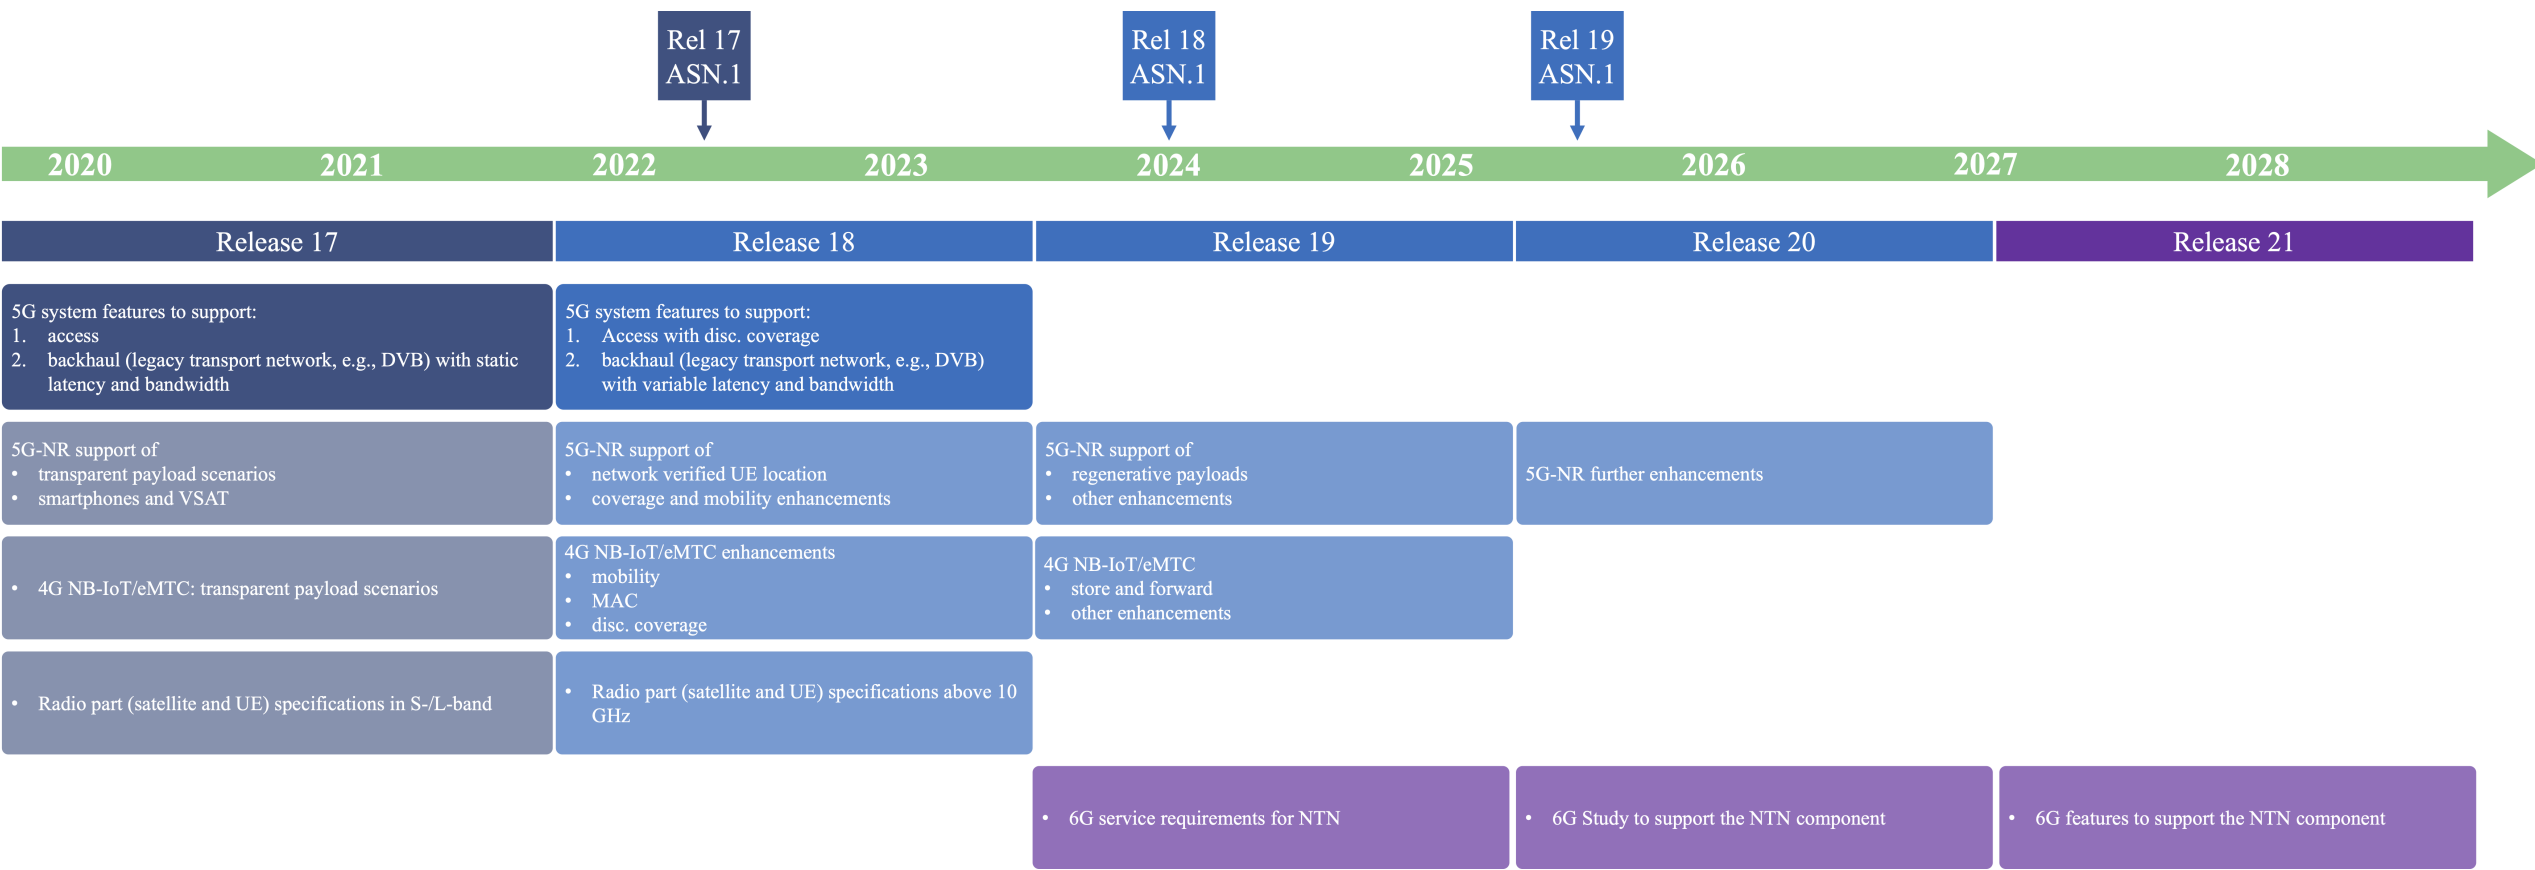 Rel 17
ASN.1
Rel 18
ASN.1
Rel 19
ASN.1
2020
2021
2022
2023
2024
2025
2026
2027
2028
Release 17
Release 18
Release 19
Release 20
Release 21
5G system features to support:
1. access
2. backhaul (legacy transport network, e.g., DVB) with static
latency and bandwidth
5G system features to support:
1. Access with disc. coverage
2. backhaul (legacy transport network, e.g., DVB)
with variable latency and bandwidth
5G-NR support of
• transparent payload scenarios
• smartphones and VSAT
5G-NR support of
• network verified UE location
• coverage and mobility enhancements
5G-NR support of
• regenerative payloads
• other enhancements
5G-NR further enhancements
• 4G NB-IoT/eMTC: transparent payload scenarios
4G NB-IoT/eMTC enhancements
• mobility
• MAC
• disc. coverage
4G NB-IoT/eMTC
• store and forward
• other enhancements
• Radio part (satellite and UE) specifications in S-/L-band
• Radio part (satellite and UE) specifications above 10
GHz
• 6G service requirements for NTN
• 6G Study to support the NTN component
• 6G features to support the NTN component